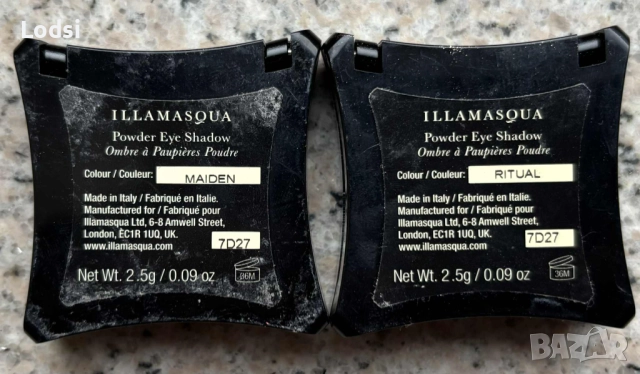 Lodsi
ILLAMASQUA
Powder Eye Shadow
Ombre à Paupières Poudre
Colour / Couleur: MAIDEN
Made in Italy / Fabriqué en Italie.
Manufactured for / Fabriqué pour
Illamasqua Ltd, 6-8 Amwell Street,
London, EC1R 1UQ, UK.
www.illamasqua.com 7D27
Net Wt. 2.5g / 0.09 oz
36M
ILLAMASQUA
Powder Eye Shadow
Ombre à Paupières Poudre
Colour / Couleur: RITUAL
Made in Italy / Fabriqué en Italie.
Manufactured for / Fabriqué pour
Illamasqua Ltd, 6-8 Amwell Street,
London, EC1R 1UQ, UK.
www.illamasqua.com 7D27
Net Wt. 2.5g / 0.09 oz
36M
BAZAR